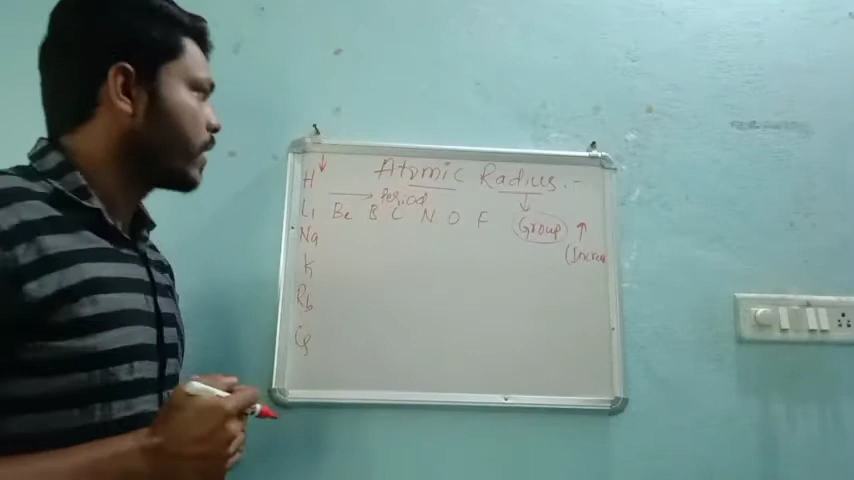 Atomic Radius :-
H
Period
Li Be B C N O F Group ↑
Na (Increa
K
Rb
Cs